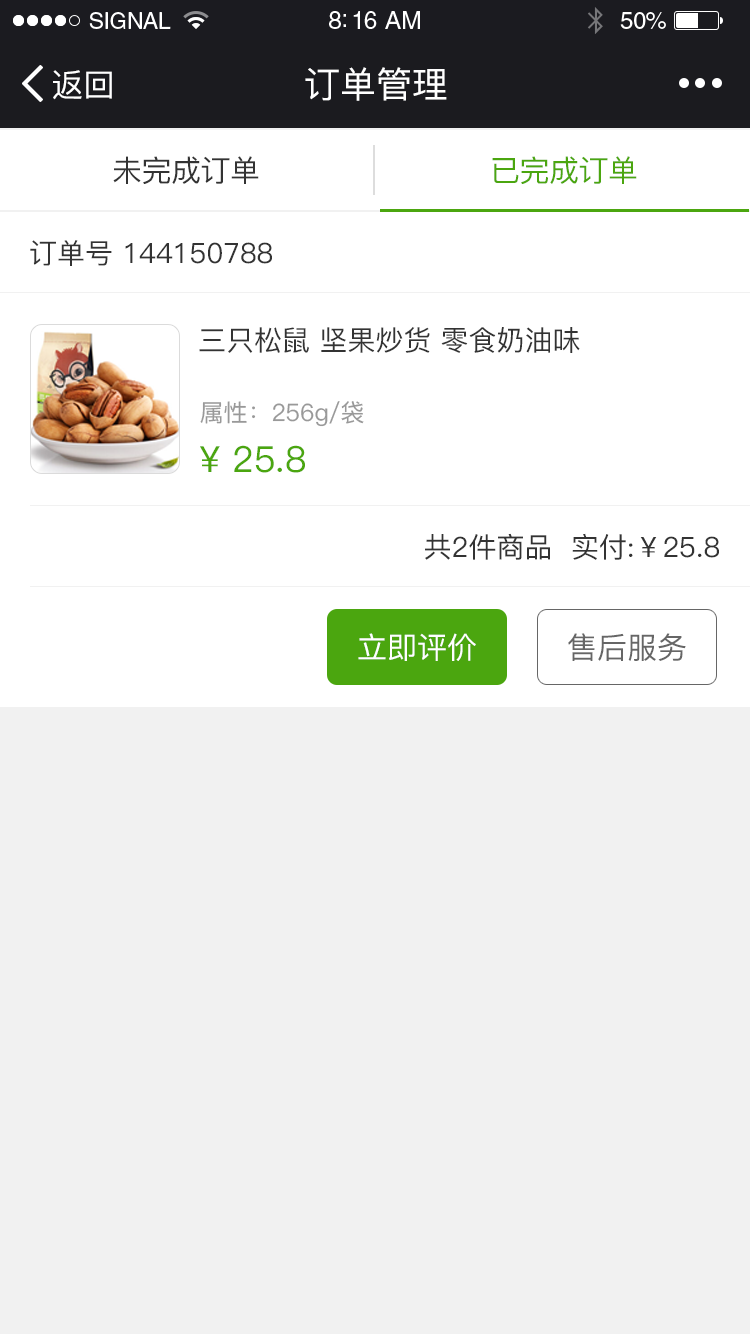 SIGNAL 8:16 AM 50%
返回 订单管理
未完成订单 已完成订单
订单号 144150788
三只松鼠 坚果炒货 零食奶油味
属性：256g/袋
¥ 25.8
共2件商品 实付:¥25.8
立即评价 售后服务